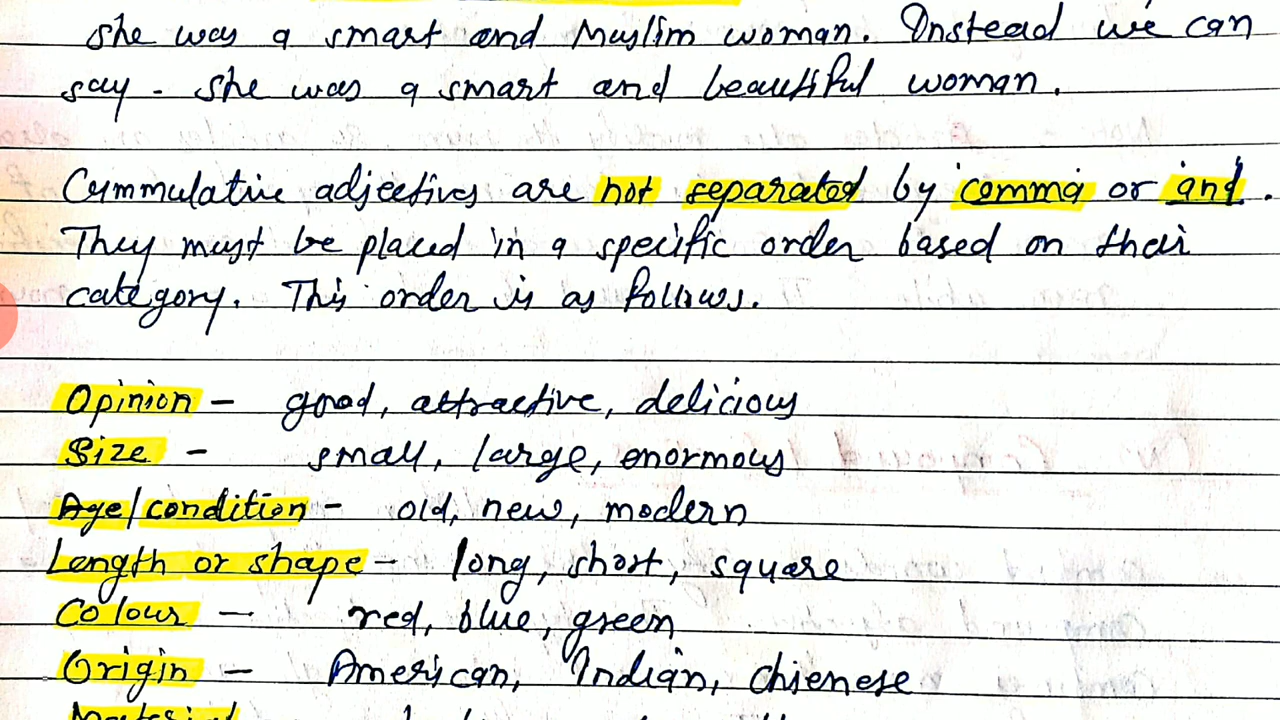 she was a smart and Muslim woman. Instead we can
say - she was a smart and beautiful woman.
Cummulative adjectives are not separated by comma or and.
They must be placed in a specific order based on their
category. This order is as follows.
Opinion - good, attractive, delicious
Size - small, large, enormous
Age/condition - old, new, modern
Length or shape - long, short, square
Colour - red, blue, green
Origin - American, Indian, Chienese
Material